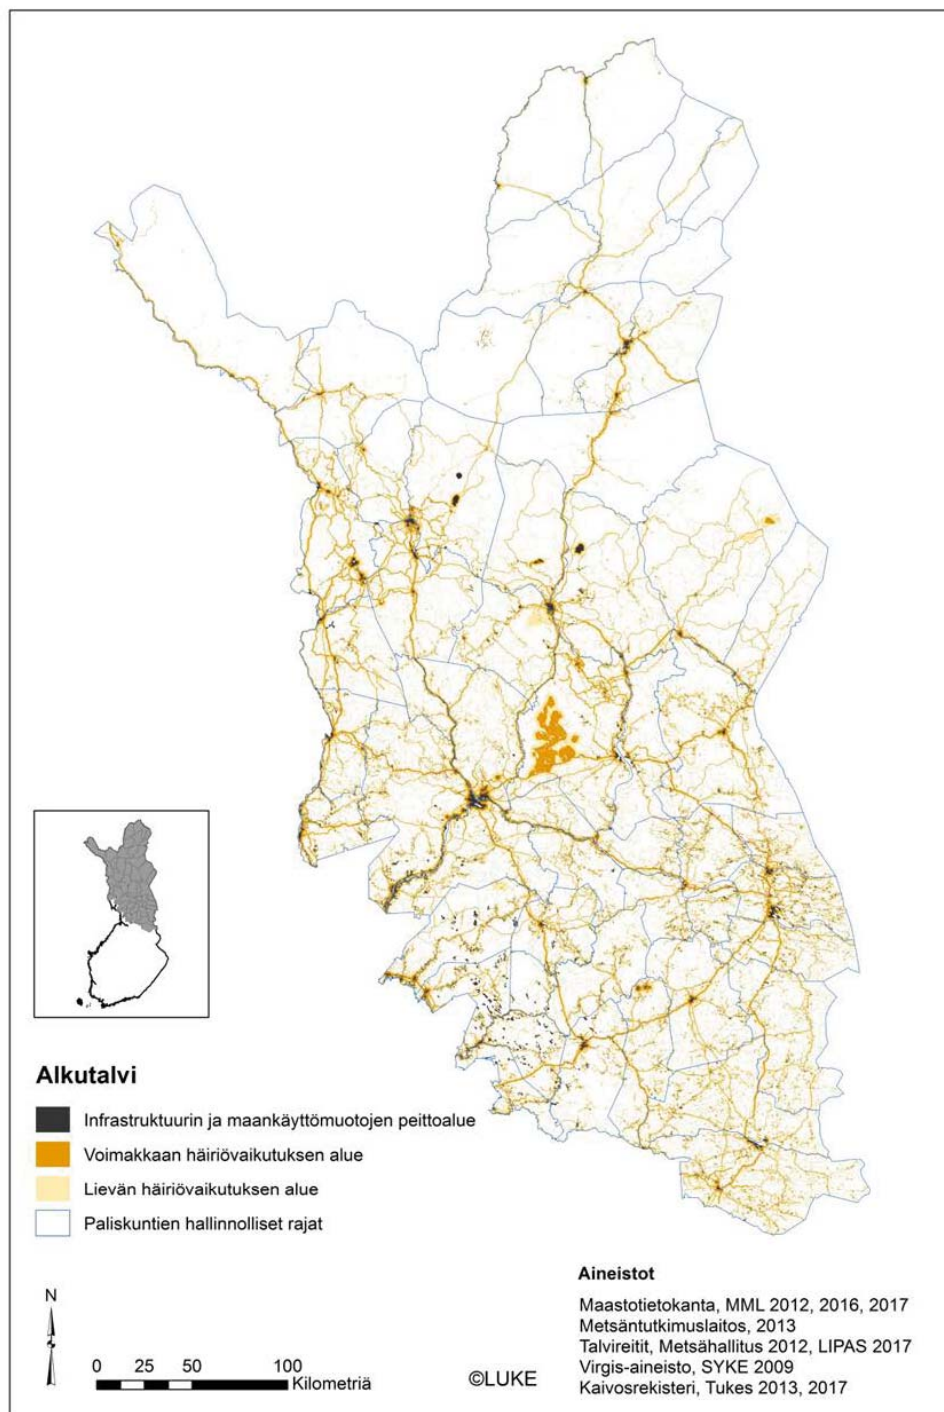 Alkutalvi
Infrastruktuurin ja maankäyttömuotojen peittoalue
Voimakkaan häiriövaikutuksen alue
Lievän häiriövaikutuksen alue
Paliskuntien hallinnolliset rajat
N
0 25 50 100
Kilometriä
©LUKE
Aineistot
Maastotietokanta, MML 2012, 2016, 2017
Metsäntutkimuslaitos, 2013
Talvireitit, Metsähallitus 2012, LIPAS 2017
Virgis-aineisto, SYKE 2009
Kaivosrekisteri, Tukes 2013, 2017